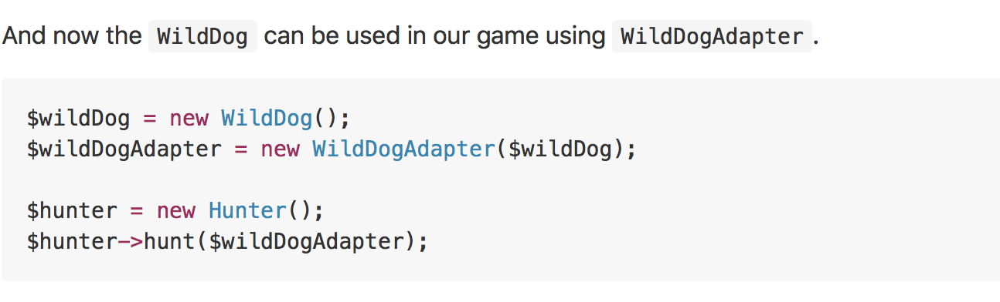 And now the WildDog can be used in our game using WildDogAdapter.
$wildDog = new WildDog();
$wildDogAdapter = new WildDogAdapter($wildDog);
$hunter = new Hunter();
$hunter->hunt($wildDogAdapter);